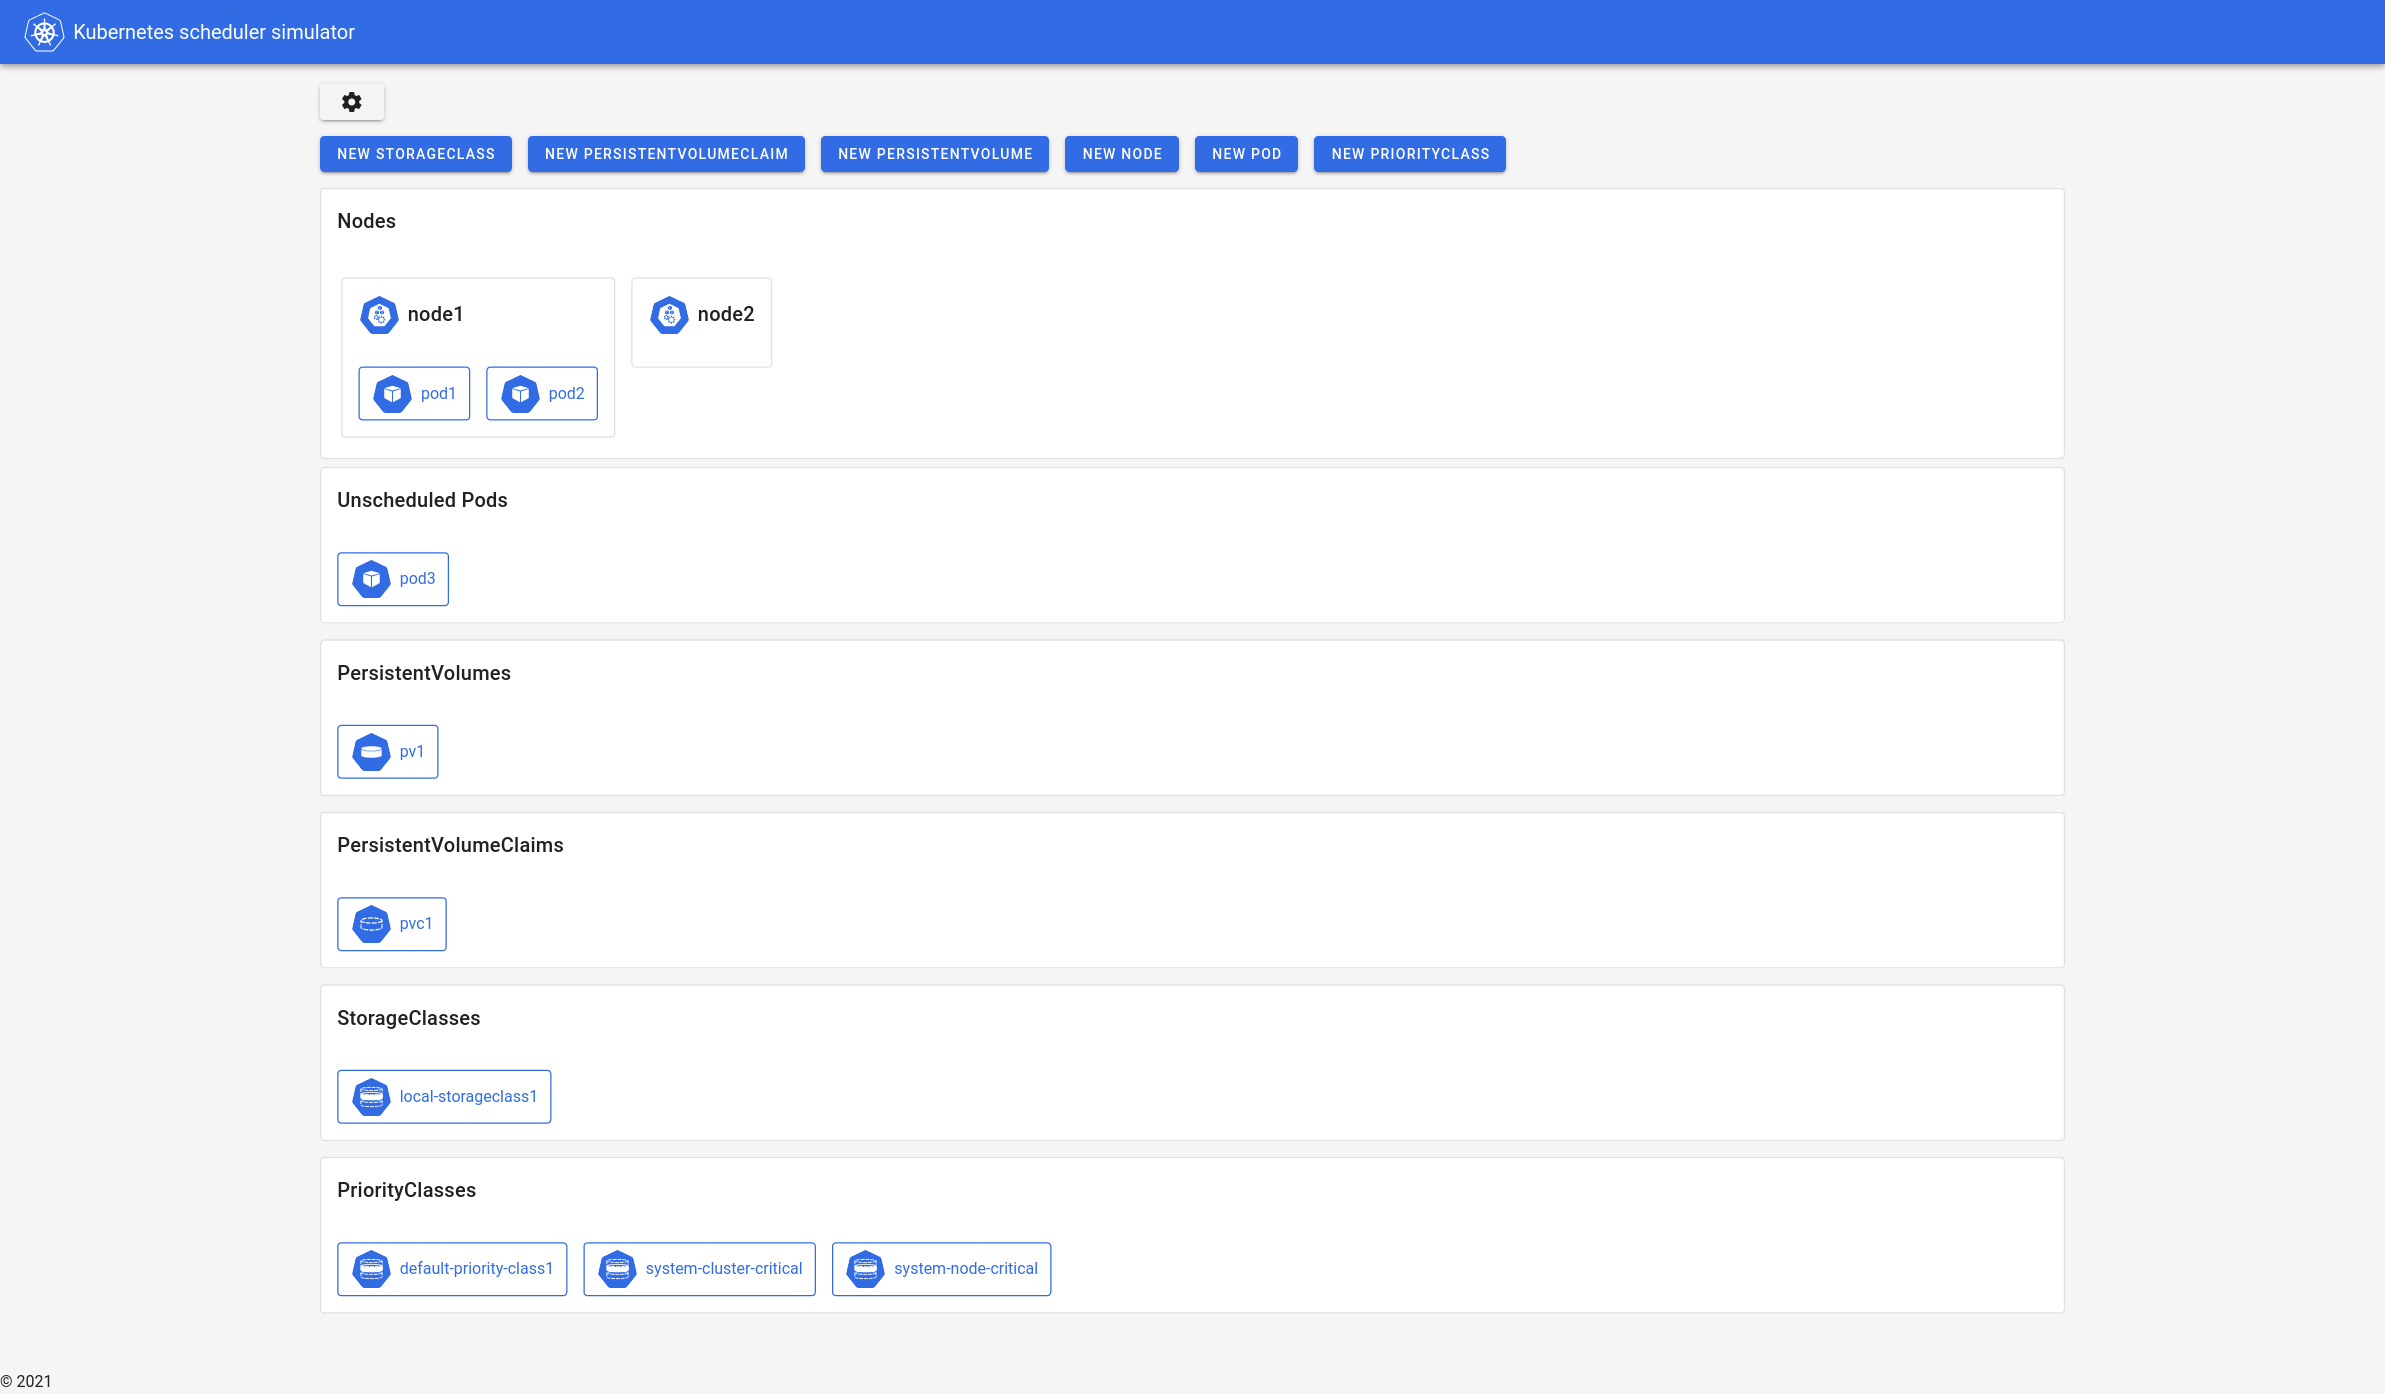 Kubernetes scheduler simulator
NEW STORAGECLASS NEW PERSISTENTVOLUMECLAIM NEW PERSISTENTVOLUME NEW NODE NEW POD NEW PRIORITYCLASS
Nodes
node1 node2
pod1 pod2
Unscheduled Pods
pod3
PersistentVolumes
pv1
PersistentVolumeClaims
pvc1
StorageClasses
local-storageclass1
PriorityClasses
default-priority-class1 system-cluster-critical system-node-critical
© 2021